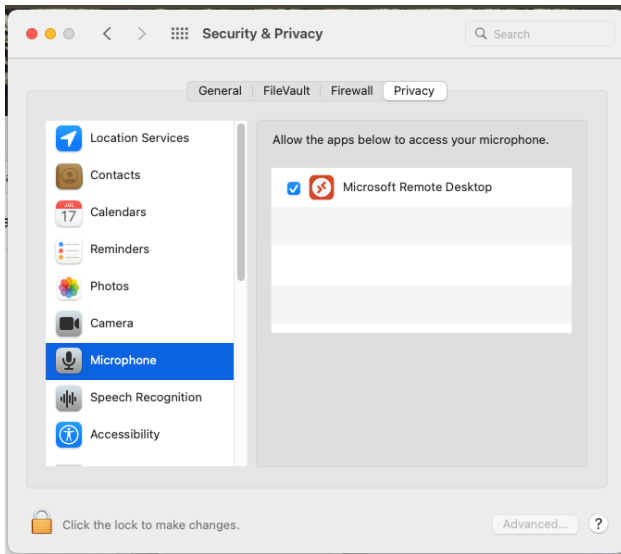 Security & Privacy
Search
General FileVault Firewall Privacy
Location Services
Contacts
JUL
17
Calendars
Reminders
Photos
Camera
Microphone
Speech Recognition
Accessibility
Allow the apps below to access your microphone.
Microsoft Remote Desktop
Click the lock to make changes.
Advanced...
?